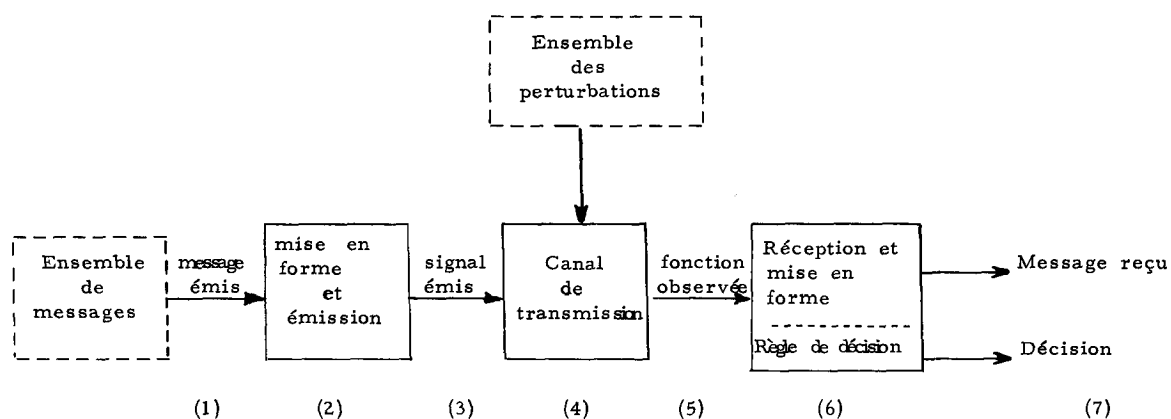 Ensemble
des
perturbations
Ensemble
de
messages
message
émis
mise en
forme
et
émission
signal
émis
Canal
de
transmission
fonction
observée
Réception et
mise en
forme
Règle de décision
Message reçu
Décision
(1) (2) (3) (4) (5) (6) (7)